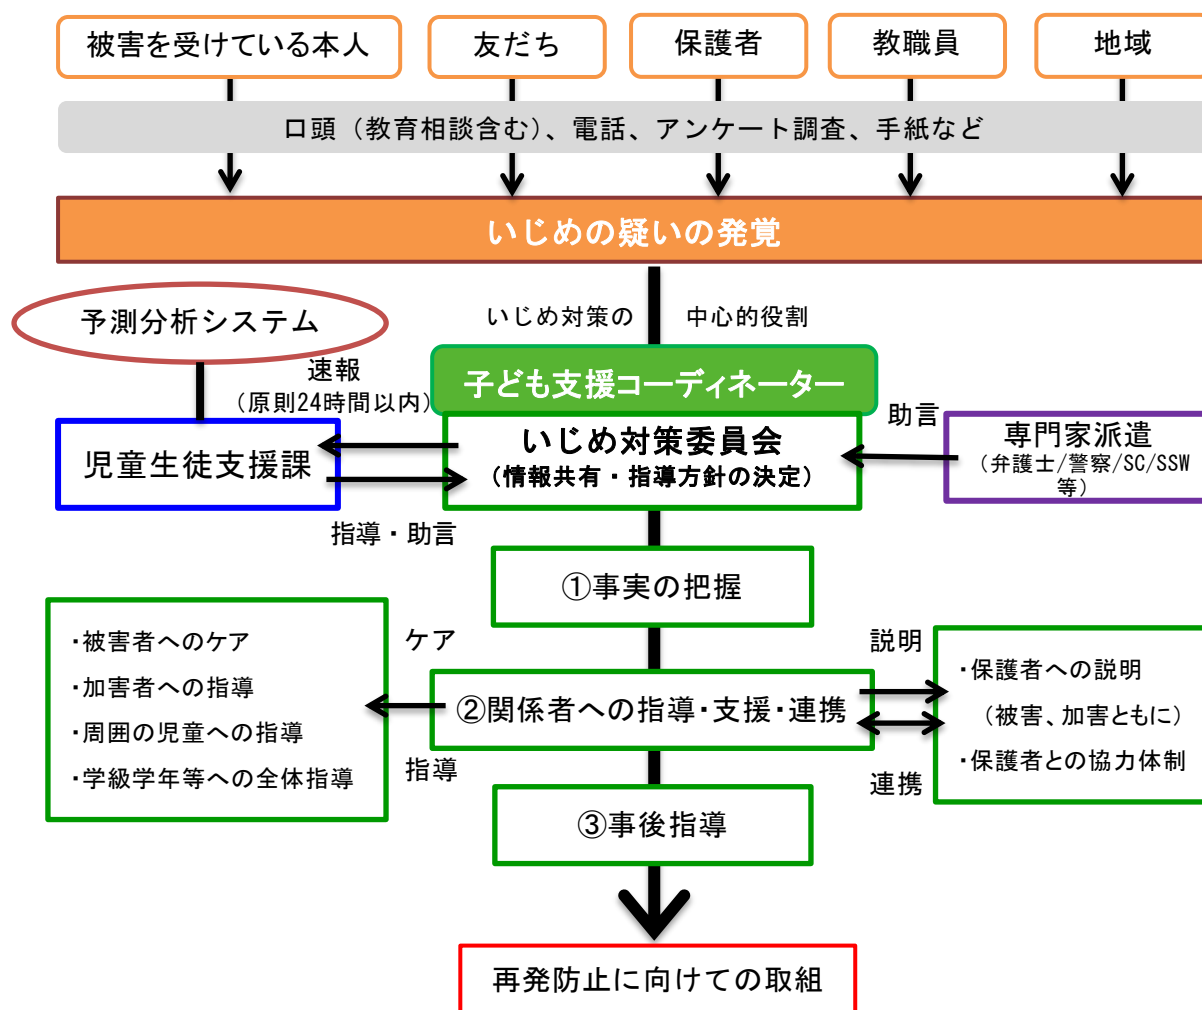 被害を受けている本人
友だち
保護者
教職員
地域
口頭（教育相談含む）、電話、アンケート調査、手紙など
いじめの疑いの発覚
予測分析システム
いじめ対策の
中心的役割
速報
（原則24時間以内）
子ども支援コーディネーター
いじめ対策委員会
（情報共有・指導方針の決定）
児童生徒支援課
助言
専門家派遣
（弁護士/警察/SC/SSW
等）
指導・助言
①事実の把握
・被害者へのケア
・加害者への指導
・周囲の児童への指導
・学級学年等への全体指導
ケア
指導
②関係者への指導・支援・連携
説明
連携
・保護者への説明
（被害、加害ともに）
・保護者との協力体制
③事後指導
再発防止に向けての取組